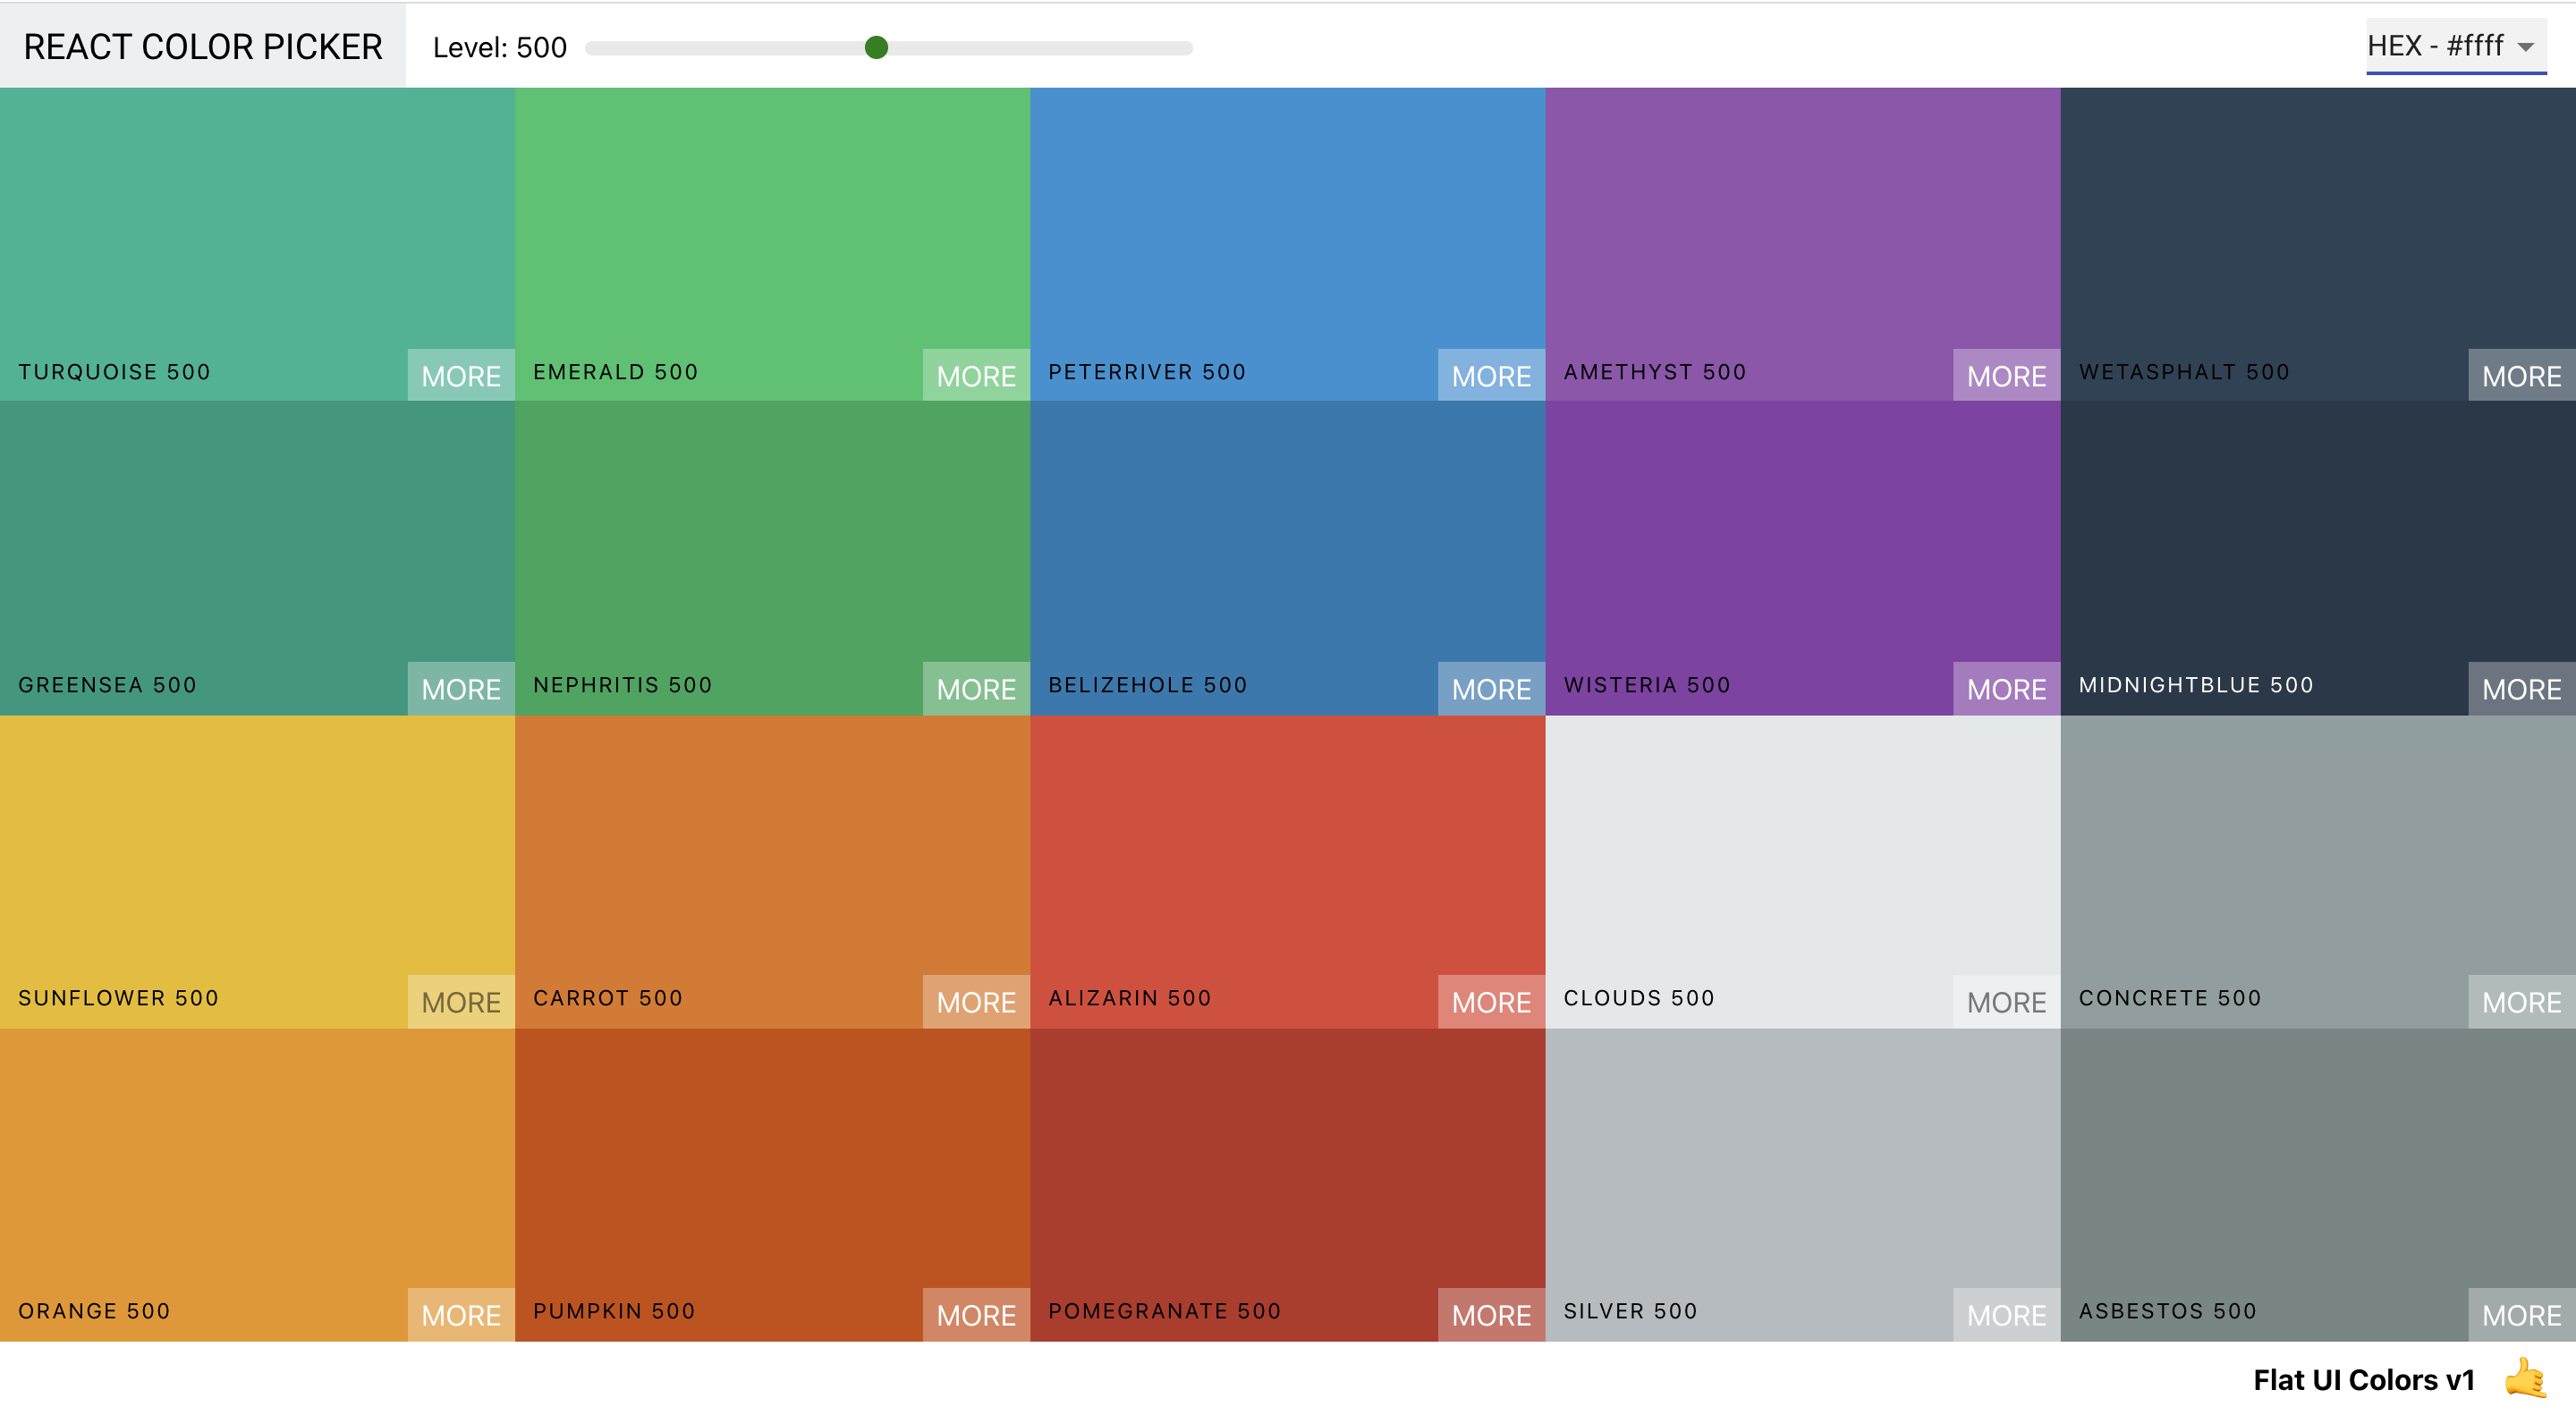 REACT COLOR PICKER Level: 500 HEX - #ffff
TURQUOISE 500 MORE EMERALD 500 MORE PETERRIVER 500 MORE AMETHYST 500 MORE WETASPHALT 500 MORE
GREENSEA 500 MORE NEPHRITIS 500 MORE BELIZEHOLE 500 MORE WISTERIA 500 MORE MIDNIGHTBLUE 500 MORE
SUNFLOWER 500 MORE CARROT 500 MORE ALIZARIN 500 MORE CLOUDS 500 MORE CONCRETE 500 MORE
ORANGE 500 MORE PUMPKIN 500 MORE POMEGRANATE 500 MORE SILVER 500 MORE ASBESTOS 500 MORE
Flat UI Colors v1 🤙